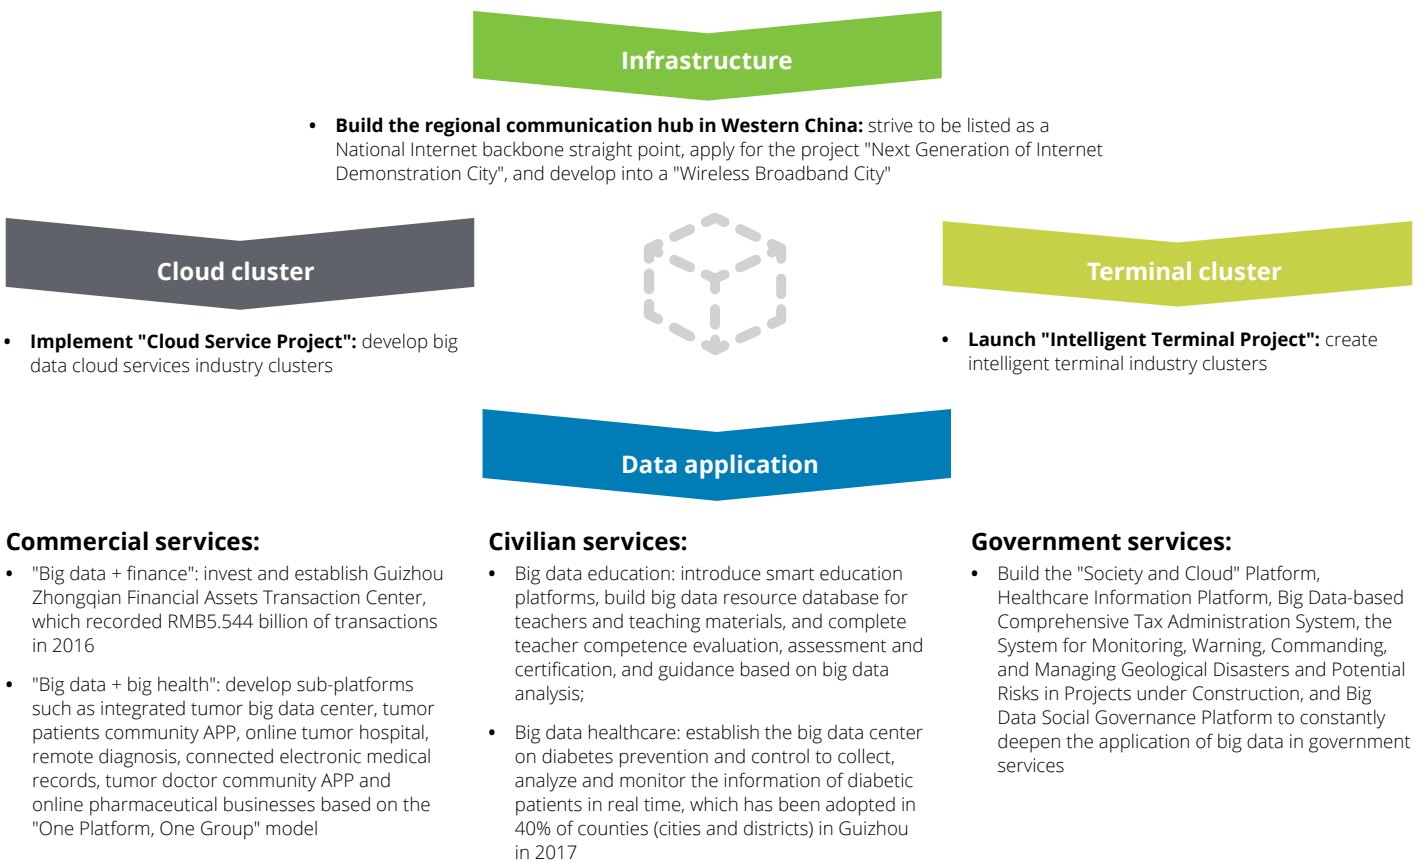 Infrastructure
• Build the regional communication hub in Western China: strive to be listed as a
National Internet backbone straight point, apply for the project "Next Generation of Internet
Demonstration City", and develop into a "Wireless Broadband City"
Cloud cluster
• Implement "Cloud Service Project": develop big
data cloud services industry clusters
Terminal cluster
• Launch "Intelligent Terminal Project": create
intelligent terminal industry clusters
Data application
Commercial services:
• "Big data + finance": invest and establish Guizhou
Zhongqian Financial Assets Transaction Center,
which recorded RMB5.544 billion of transactions
in 2016
• "Big data + big health": develop sub-platforms
such as integrated tumor big data center, tumor
patients community APP, online tumor hospital,
remote diagnosis, connected electronic medical
records, tumor doctor community APP and
online pharmaceutical businesses based on the
"One Platform, One Group" model
Civilian services:
• Big data education: introduce smart education
platforms, build big data resource database for
teachers and teaching materials, and complete
teacher competence evaluation, assessment and
certification, and guidance based on big data
analysis;
• Big data healthcare: establish the big data center
on diabetes prevention and control to collect,
analyze and monitor the information of diabetic
patients in real time, which has been adopted in
40% of counties (cities and districts) in Guizhou
in 2017
Government services:
• Build the "Society and Cloud" Platform,
Healthcare Information Platform, Big Data-based
Comprehensive Tax Administration System, the
System for Monitoring, Warning, Commanding,
and Managing Geological Disasters and Potential
Risks in Projects under Construction, and Big
Data Social Governance Platform to constantly
deepen the application of big data in government
services